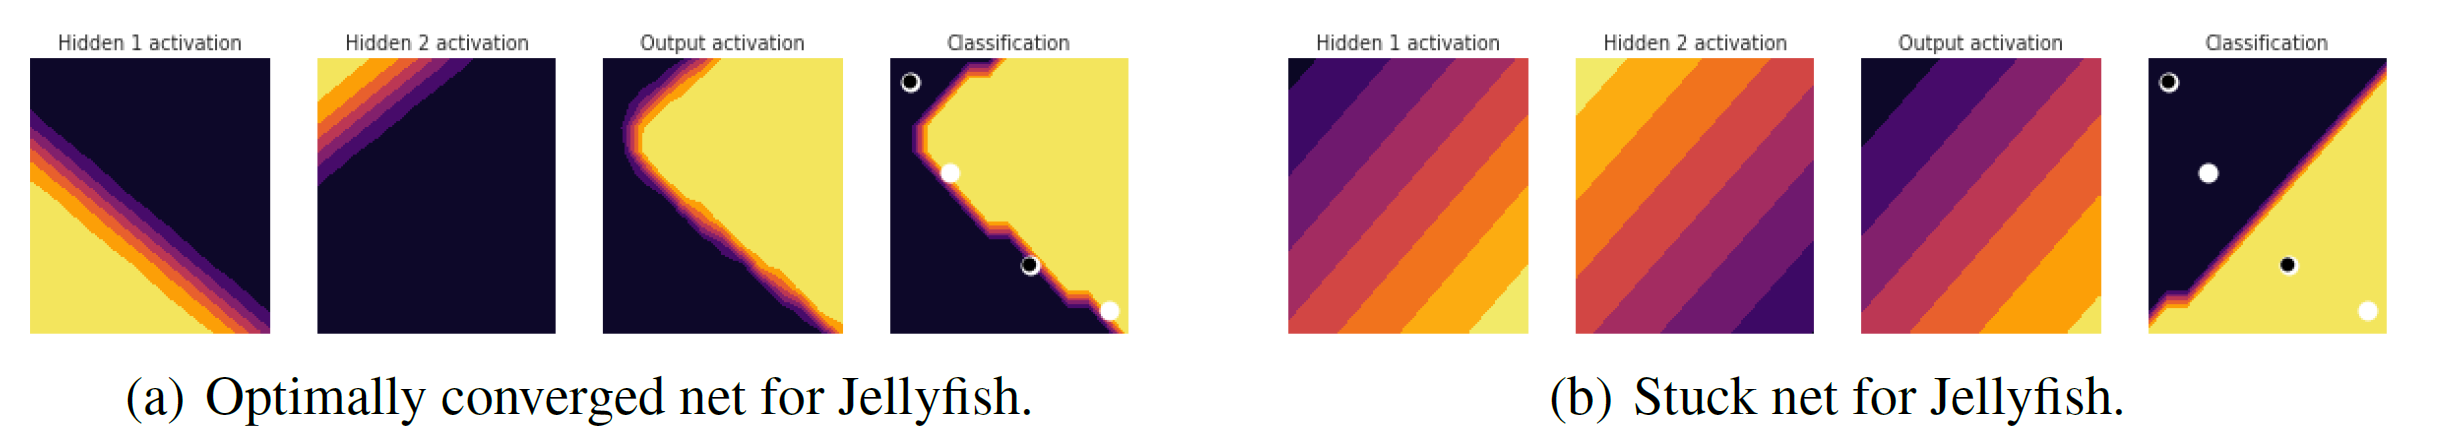 Hidden 1 activation Hidden 2 activation Output activation Classification Hidden 1 activation Hidden 2 activation Output activation Classification
(a) Optimally converged net for Jellyfish. (b) Stuck net for Jellyfish.